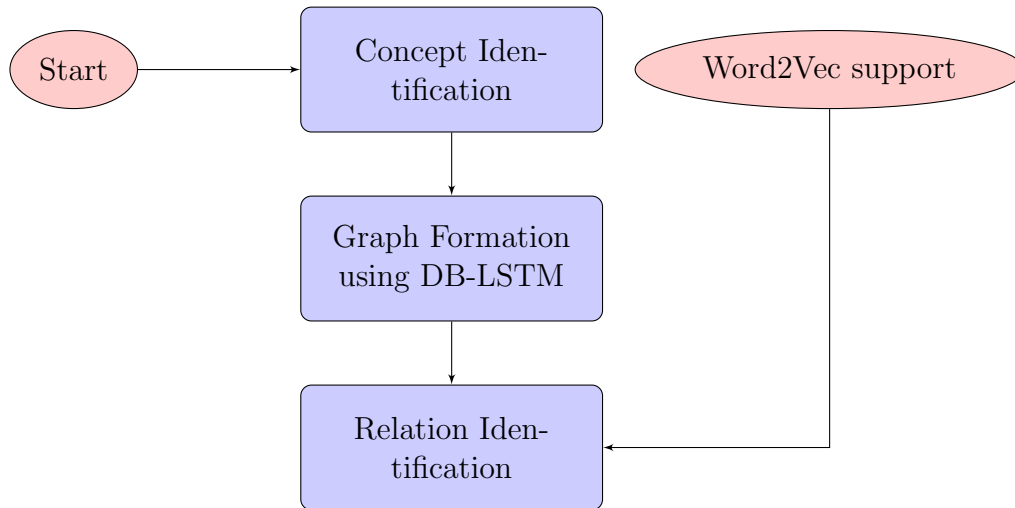 Start
Concept Iden-
tification
Word2Vec support
Graph Formation
using DB-LSTM
Relation Iden-
tification